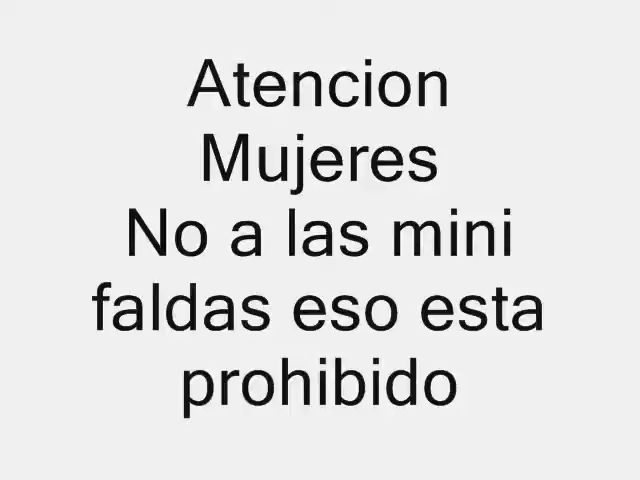 Atencion
Mujeres
No a las mini
faldas eso esta
prohibido